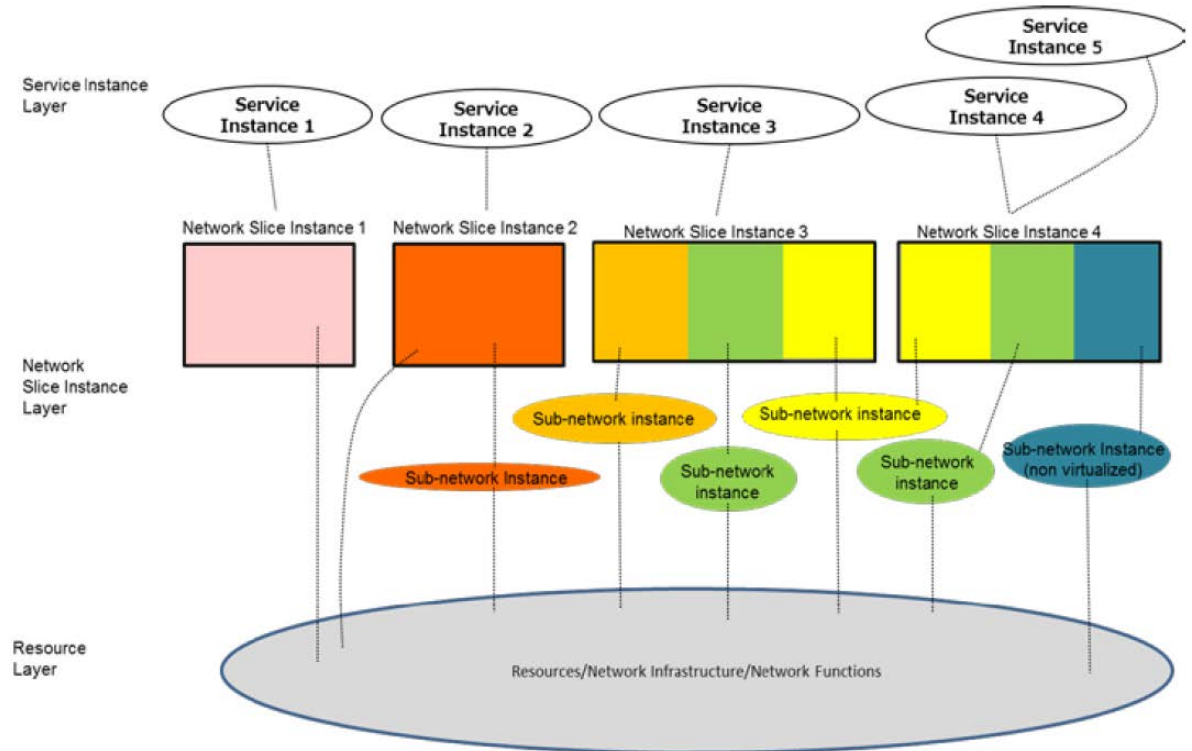 Service
Instance 5
Service Instance
Layer
Service
Instance 1
Service
Instance 2
Service
Instance 3
Service
Instance 4
Network Slice Instance 1
Network Slice Instance 2
Network Slice Instance 3
Network Slice Instance 4
Network
Slice Instance
Layer
Sub-network instance
Sub-network instance
Sub-network Instance
Sub-network
instance
Sub-network
instance
Sub-network Instance
(non virtualized)
Resource
Layer
Resources/Network Infrastructure/Network Functions